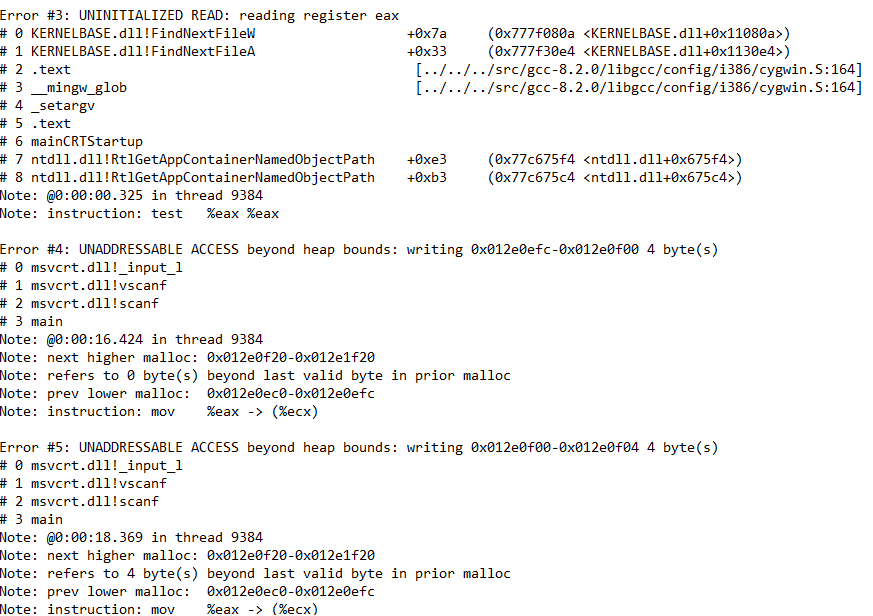 Error #3: UNINITIALIZED READ: reading register eax
# 0 KERNELBASE.dll!FindNextFileW                   +0x7a     (0x777f080a <KERNELBASE.dll+0x11080a>)
# 1 KERNELBASE.dll!FindNextFileA                   +0x33     (0x777f30e4 <KERNELBASE.dll+0x1130e4>)
# 2 .text                                           [../../../src/gcc-8.2.0/libgcc/config/i386/cygwin.S:164]
# 3 __mingw_glob                                    [../../../src/gcc-8.2.0/libgcc/config/i386/cygwin.S:164]
# 4 _setargv
# 5 .text
# 6 mainCRTStartup
# 7 ntdll.dll!RtlGetAppContainerNamedObjectPath    +0xe3     (0x77c675f4 <ntdll.dll+0x675f4>)
# 8 ntdll.dll!RtlGetAppContainerNamedObjectPath    +0xb3     (0x77c675c4 <ntdll.dll+0x675c4>)
Note: @0:00:00.325 in thread 9384
Note: instruction: test   %eax %eax

Error #4: UNADDRESSABLE ACCESS beyond heap bounds: writing 0x012e0efc-0x012e0f00 4 byte(s)
# 0 msvcrt.dll!_input_l
# 1 msvcrt.dll!vscanf
# 2 msvcrt.dll!scanf
# 3 main
Note: @0:00:16.424 in thread 9384
Note: next higher malloc: 0x012e0f20-0x012e1f20
Note: refers to 0 byte(s) beyond last valid byte in prior malloc
Note: prev lower malloc:  0x012e0ec0-0x012e0efc
Note: instruction: mov    %eax -> (%ecx)

Error #5: UNADDRESSABLE ACCESS beyond heap bounds: writing 0x012e0f00-0x012e0f04 4 byte(s)
# 0 msvcrt.dll!_input_l
# 1 msvcrt.dll!vscanf
# 2 msvcrt.dll!scanf
# 3 main
Note: @0:00:18.369 in thread 9384
Note: next higher malloc: 0x012e0f20-0x012e1f20
Note: refers to 4 byte(s) beyond last valid byte in prior malloc
Note: prev lower malloc:  0x012e0ec0-0x012e0efc
Note: instruction: mov    %eax -> (%ecx)